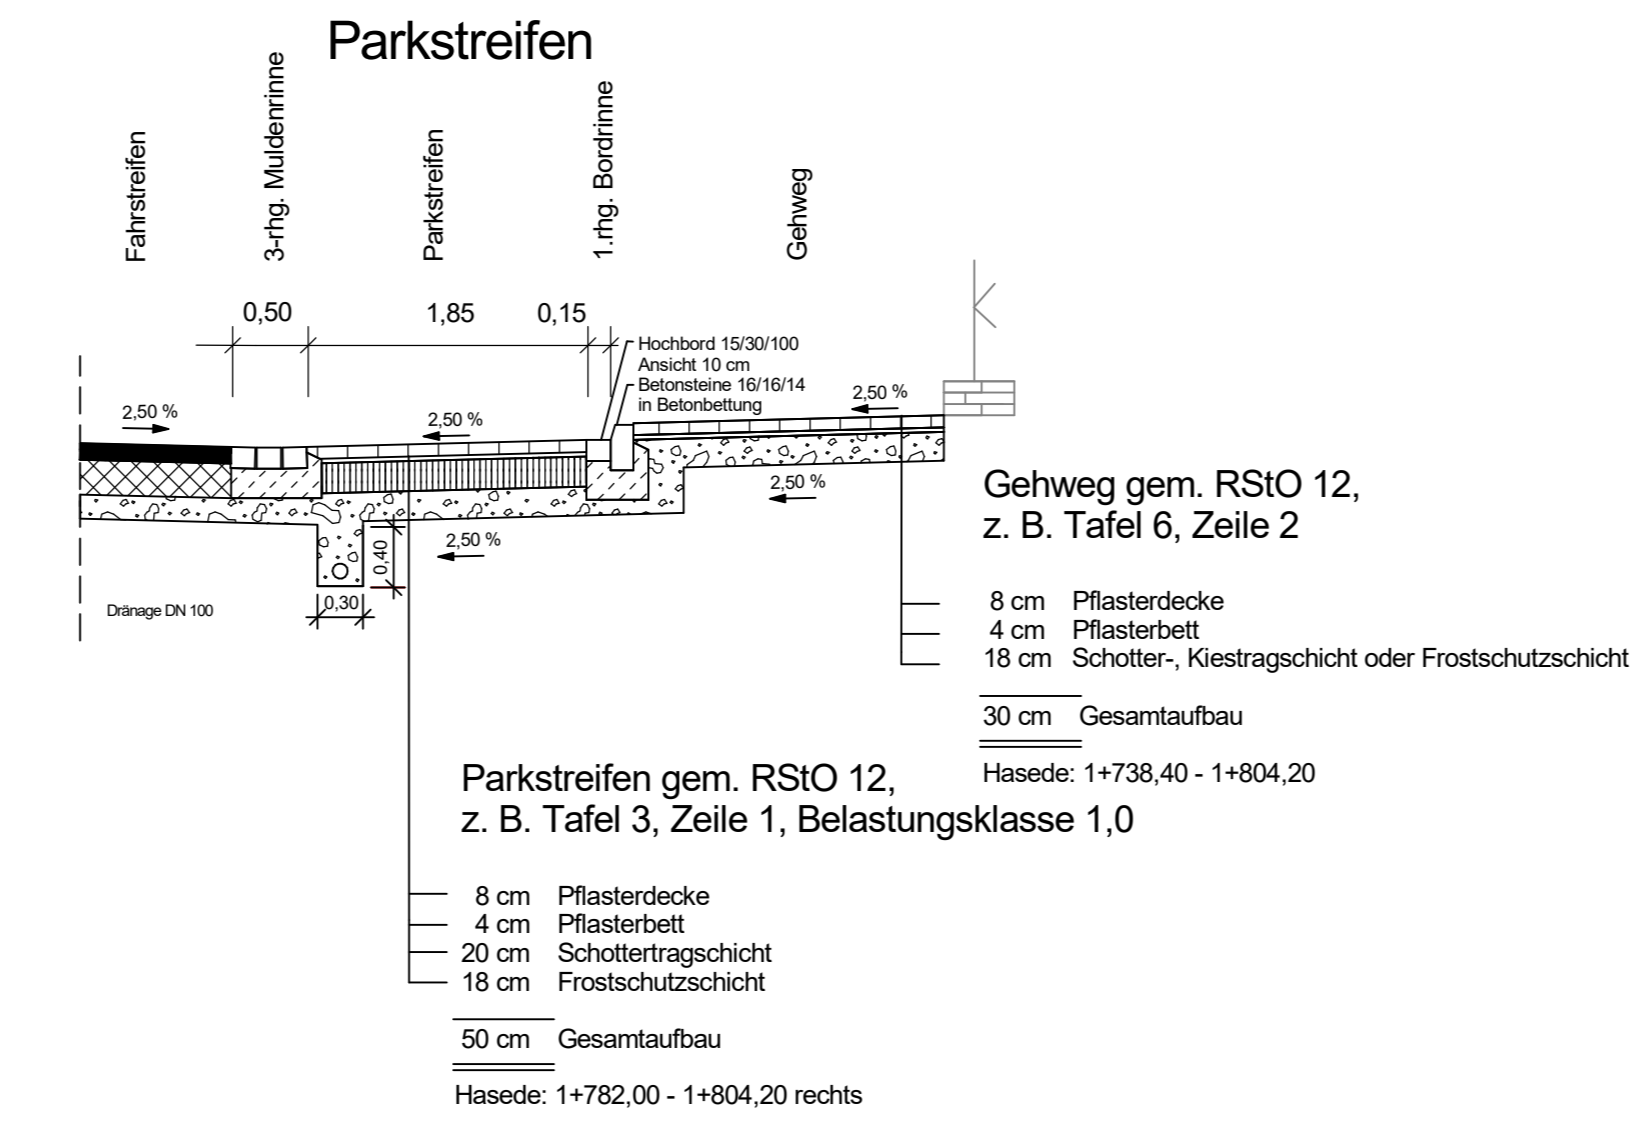 Parkstreifen
Fahrstreifen
3-rhg. Muldenrinne
Parkstreifen
1.rhg. Bordrinne
Gehweg
0,50
1,85
0,15
Hochbord 15/30/100
Ansicht 10 cm
Betonsteine 16/16/14
in Betonbettung
2,50 %
2,50 %
2,50 %
2,50 %
2,50 %
0,40
0,30
Dränage DN 100
Gehweg gem. RStO 12,
z. B. Tafel 6, Zeile 2
8 cm Pflasterdecke
4 cm Pflasterbett
18 cm Schotter-, Kiestragschicht oder Frostschutzschicht
30 cm Gesamtaufbau
Hasede: 1+738,40 - 1+804,20
Parkstreifen gem. RStO 12,
z. B. Tafel 3, Zeile 1, Belastungsklasse 1,0
8 cm Pflasterdecke
4 cm Pflasterbett
20 cm Schottertragschicht
18 cm Frostschutzschicht
50 cm Gesamtaufbau
Hasede: 1+782,00 - 1+804,20 rechts